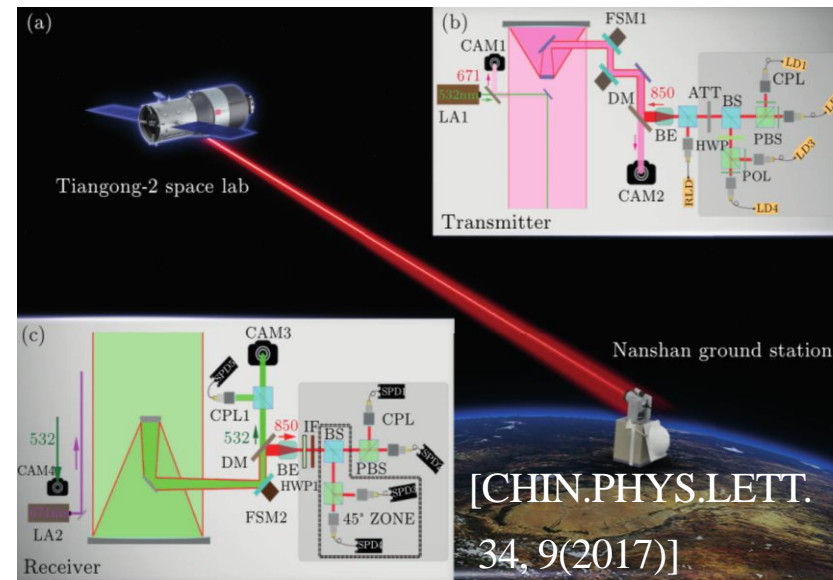 (a)
Tiangong-2 space lab
Nanshan ground station
(b)
CAM1
FSM1
671
532nm
LA1
DM
850
BE
CAM2
ATT
BS
LD1
CPL
PBS
HWP
LD3
POL
RLD
LD4
Transmitter
(c)
CAM3
SPD5
CPL1
532
850
IF
BS
SPD1
CPL
SPD2
PBS
532
CAM4
DM
BE
HWP1
SPD3
45° ZONE
FSM2
SPD4
LA2
Receiver
[CHIN.PHYS.LETT.
34, 9(2017)]